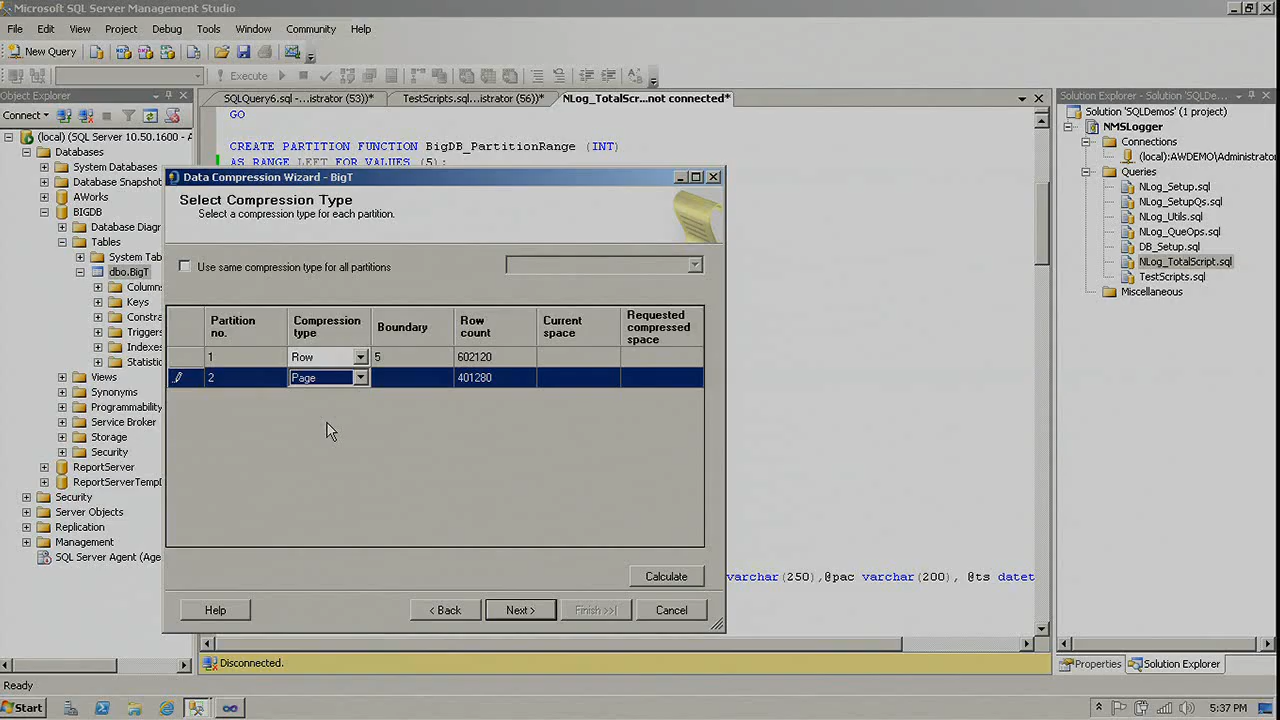 Microsoft SQL Server Management Studio
File Edit View Project Debug Tools Window Community Help
New Query
Execute
Object Explorer
Connect
(local) (SQL Server 10.50.1600 - A
Databases
System Databases
Database Snapshot
AWorks
BIGDB
Database Diagr
Tables
System Tab
dbo.BigT
Column
Keys
Constra
Triggers
Indexes
Statistic
Views
Synonyms
Programmability
Service Broker
Storage
Security
ReportServer
ReportServerTemp
Security
Server Objects
Replication
Management
SQL Server Agent (Age
SQLQuery6.sql -...istrator (53))*
TestScripts.sql...istrator (56))*
NLog_TotalScr...not connected*
GO
CREATE PARTITION FUNCTION BigDB_PartitionRange (INT)
AS RANGE LEFT FOR VALUES (5);
Data Compression Wizard - BigT
Select Compression Type
Select a compression type for each partition.
Use same compression type for all partitions
Partition no. Compression type Boundary Row count Current space Requested compressed space
1 Row 5 602120
2 Page 401280
Calculate
Help < Back Next > Finish >>| Cancel
varchar(250),@pac varchar(200), @ts datet
Disconnected.
Solution Explorer - Solution 'SQLDe...
Solution 'SQLDemos' (1 project)
NMSLogger
Connections
(local):AWDEMO\Administrato
Queries
NLog_Setup.sql
NLog_SetupQs.sql
NLog_Utils.sql
NLog_QueOps.sql
DB_Setup.sql
NLog_TotalScript.sql
TestScripts.sql
Miscellaneous
Properties Solution Explorer
Ready
Start
5:37 PM